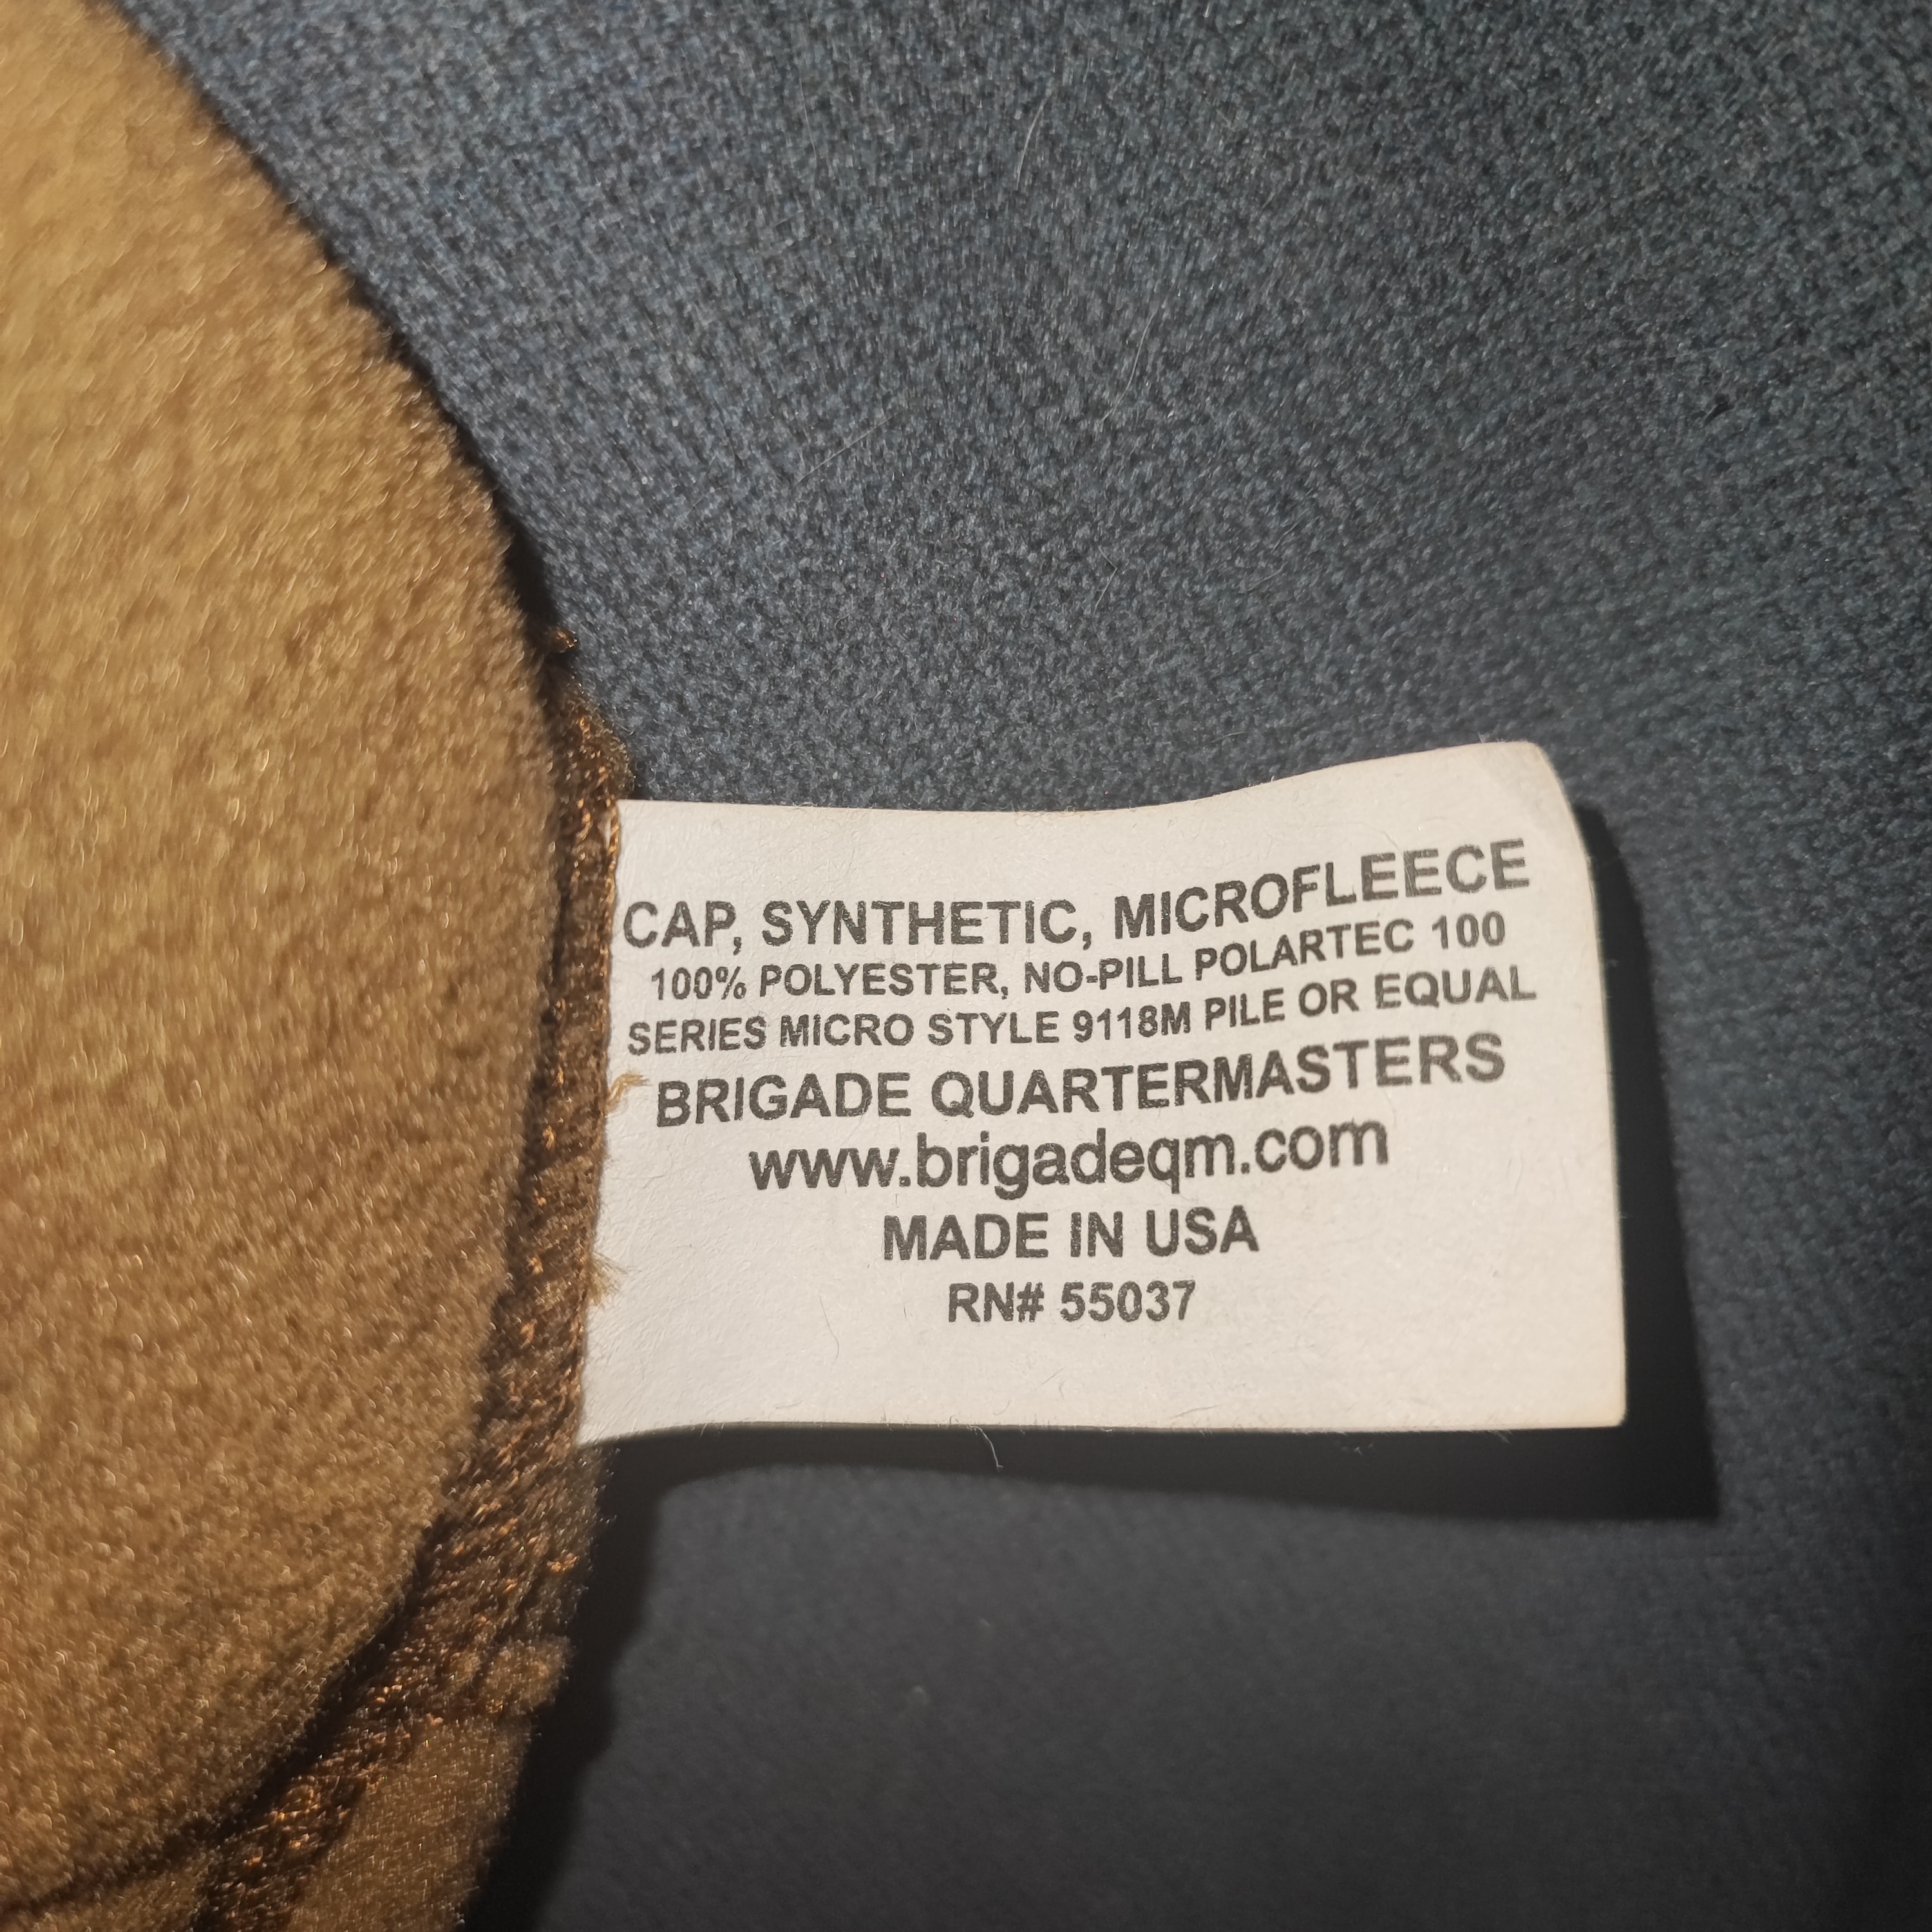 CAP, SYNTHETIC, MICROFLEECE
100% POLYESTER, NO-PILL POLARTEC 100
SERIES MICRO STYLE 9118M PILE OR EQUAL
BRIGADE QUARTERMASTERS
www.brigadeqm.com
MADE IN USA
RN# 55037